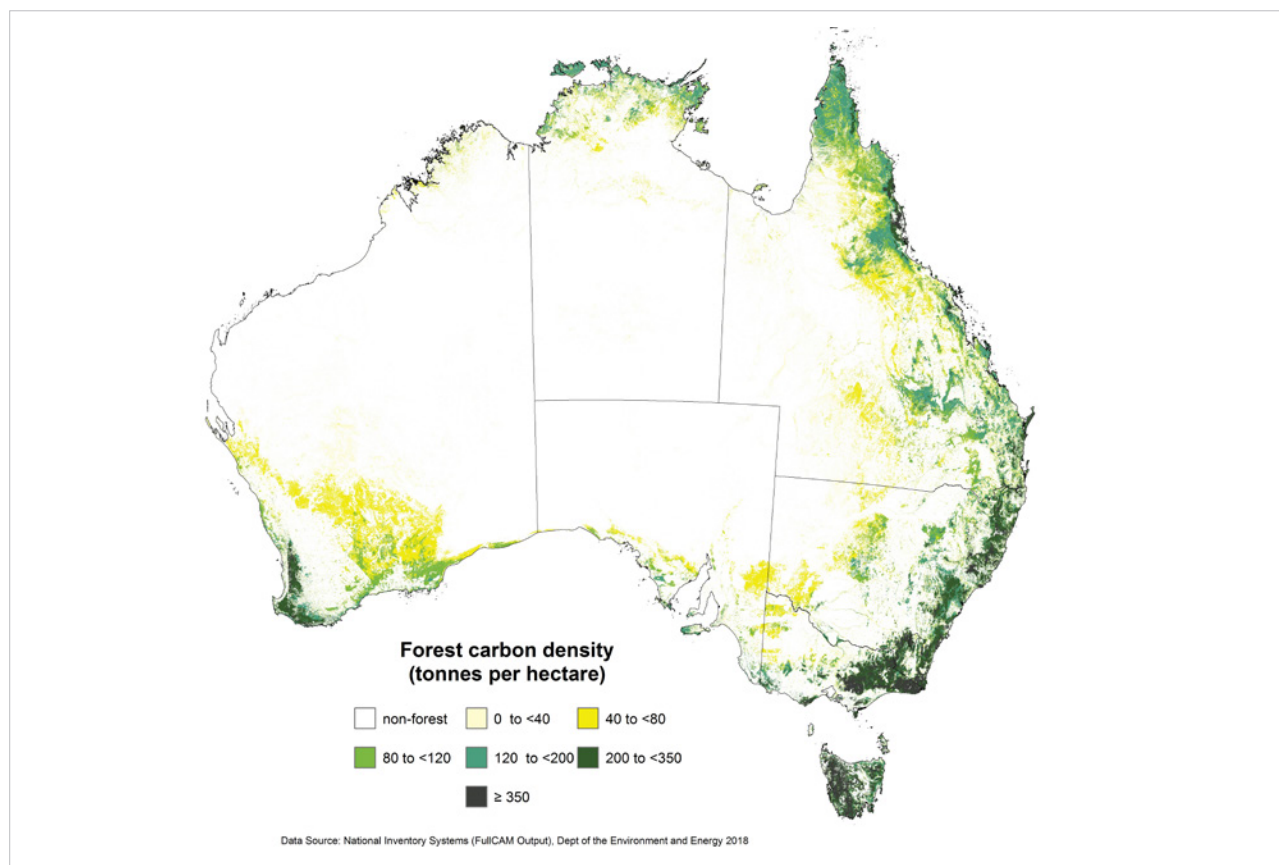 Forest carbon density
(tonnes per hectare)
non-forest
0 to <40
40 to <80
80 to <120
120 to <200
200 to <350
≥ 350
Data Source: National Inventory Systems (FullCAM Output), Dept of the Environment and Energy 2018